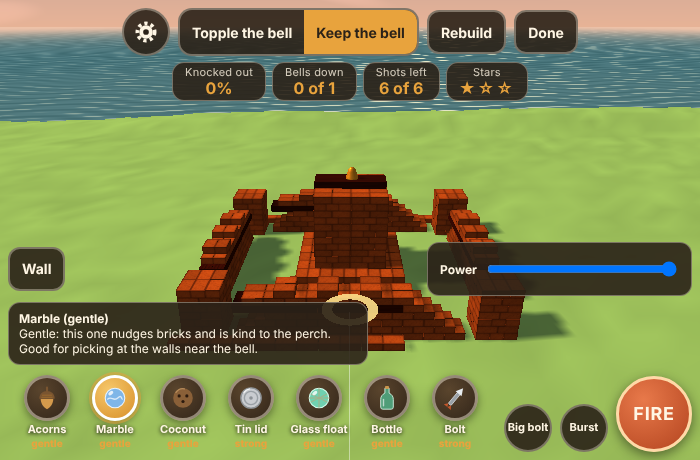 Topple the bell
Keep the bell
Rebuild
Done
Knocked out
0%
Bells down
0 of 1
Shots left
6 of 6
Stars
★ ☆ ☆
Wall
Power
Marble (gentle)
Gentle: this one nudges bricks and is kind to the perch.
Good for picking at the walls near the bell.
Acorns
gentle
Marble
gentle
Coconut
gentle
Tin lid
strong
Glass float
gentle
Bottle
gentle
Bolt
strong
Big bolt
Burst
FIRE